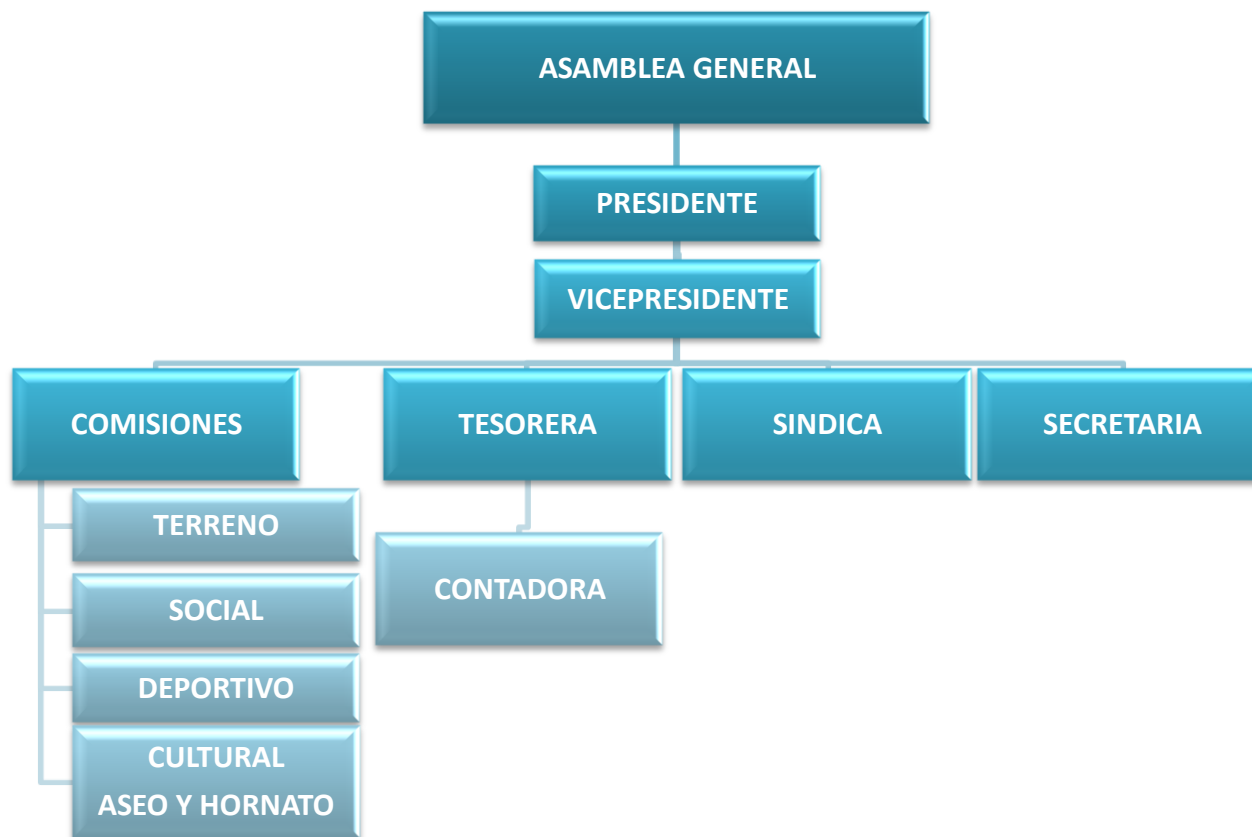 ASAMBLEA GENERAL
PRESIDENTE
VICEPRESIDENTE
COMISIONES
TESORERA
SINDICA
SECRETARIA
TERRENO
SOCIAL
DEPORTIVO
CULTURAL
ASEO Y HORNATO
CONTADORA